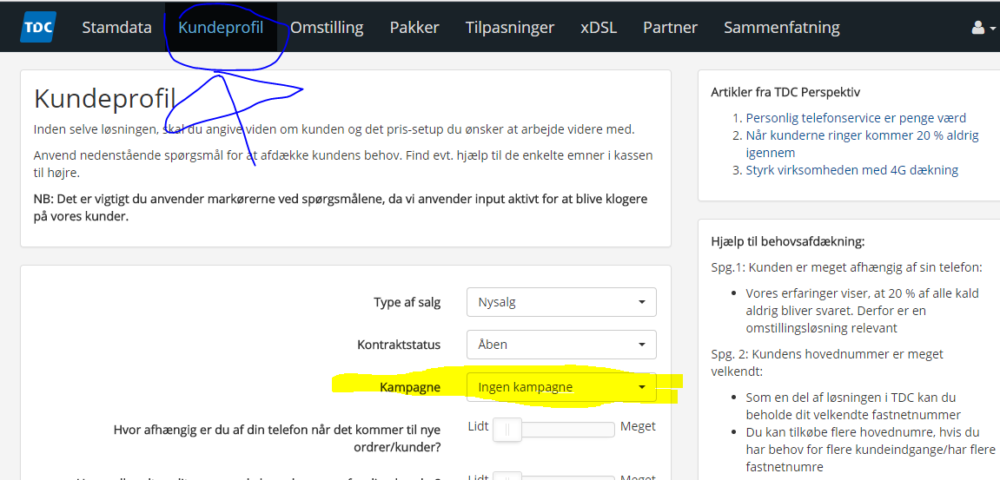 TDC Stamdata Kundeprofil Omstilling Pakker Tilpasninger xDSL Partner Sammenfatning
Kundeprofil
Inden selve løsningen, skal du angive viden om kunden og det pris-setup du ønsker at arbejde videre med.
Anvend nedenstående spørgsmål for at afdække kundens behov. Find evt. hjælp til de enkelte emner i kassen
til højre.
NB: Det er vigtigt du anvender markørerne ved spørgsmålene, da vi anvender input aktivt for at blive klogere
på vores kunder.
Type af salg Nysalg
Kontraktstatus Åben
Kampagne Ingen kampagne
Hvor afhængig er du af din telefon når det kommer til nye
ordrer/kunder?
Lidt Meget
Lidt Meget
Artikler fra TDC Perspektiv
1. Personlig telefonservice er penge værd
2. Når kunderne ringer kommer 20 % aldrig
igennem
3. Styrk virksomheden med 4G dækning
Hjælp til behovsafdækning:
Spg.1: Kunden er meget afhængig af sin telefon:
• Vores erfaringer viser, at 20 % af alle kald
aldrig bliver svaret. Derfor er en
omstillingsløsning relevant
Spg. 2: Kundens hovednummer er meget
velkendt:
• Som en del af løsningen i TDC kan du
beholde dit velkendte fastnetnummer
• Du kan tilkøbe flere hovednumre, hvis du
har behov for flere kundeindgange/har flere
fastnetnumre